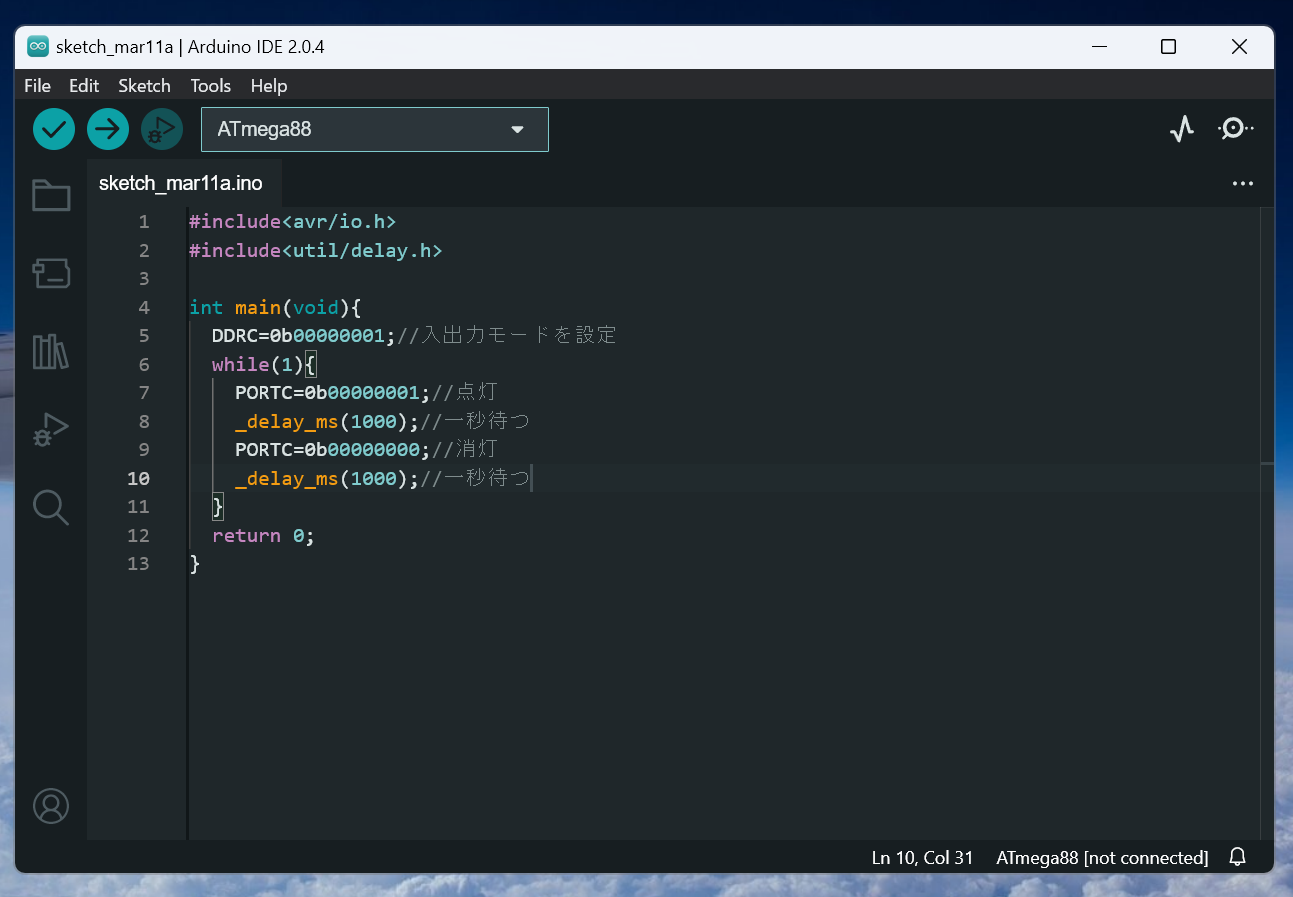 sketch_mar11a | Arduino IDE 2.0.4
File Edit Sketch Tools Help
ATmega88
sketch_mar11a.ino
1 #include<avr/io.h>
2 #include<util/delay.h>
3
4 int main(void){
5 DDRC=0b00000001;//入出力モードを設定
6 while(1){
7 PORTC=0b00000001;//点灯
8 _delay_ms(1000);//一秒待つ
9 PORTC=0b00000000;//消灯
10 _delay_ms(1000);//一秒待つ
11 }
12 return 0;
13 }
Ln 10, Col 31 ATmega88 [not connected]